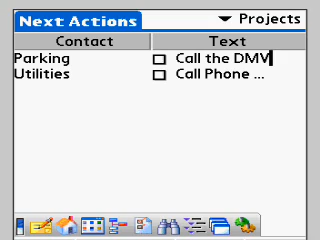 Next Actions Projects
Contact Text
Parking Call the DMV
Utilities Call Phone ...